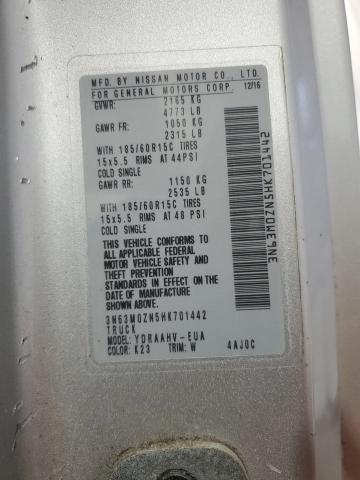 MFD. BY NISSAN MOTOR CO., LTD.
FOR GENERAL MOTORS CORP. 12/16
GVWR: 2165 KG
4773 LB
GAWR FR: 1050 KG
2315 LB
WITH 185/60R15C TIRES
15x5.5 RIMS AT 44PSI
COLD SINGLE
GAWR RR: 1150 KG
2535 LB
WITH 185/60R15C TIRES
15x5.5 RIMS AT 48 PSI
COLD SINGLE
THIS VEHICLE CONFORMS TO
ALL APPLICABLE FEDERAL
MOTOR VEHICLE SAFETY AND
THEFT PREVENTION
STANDARDS IN EFFECT ON
THE DATE OF MANUFACTURE
SHOWN ABOVE.
3N63M0ZN5HK701442
TRUCK
MODEL: YDRAAHV-EUA
COLOR: K23 TRIM: W 4AJ0C
3N63M0ZN5HK701442